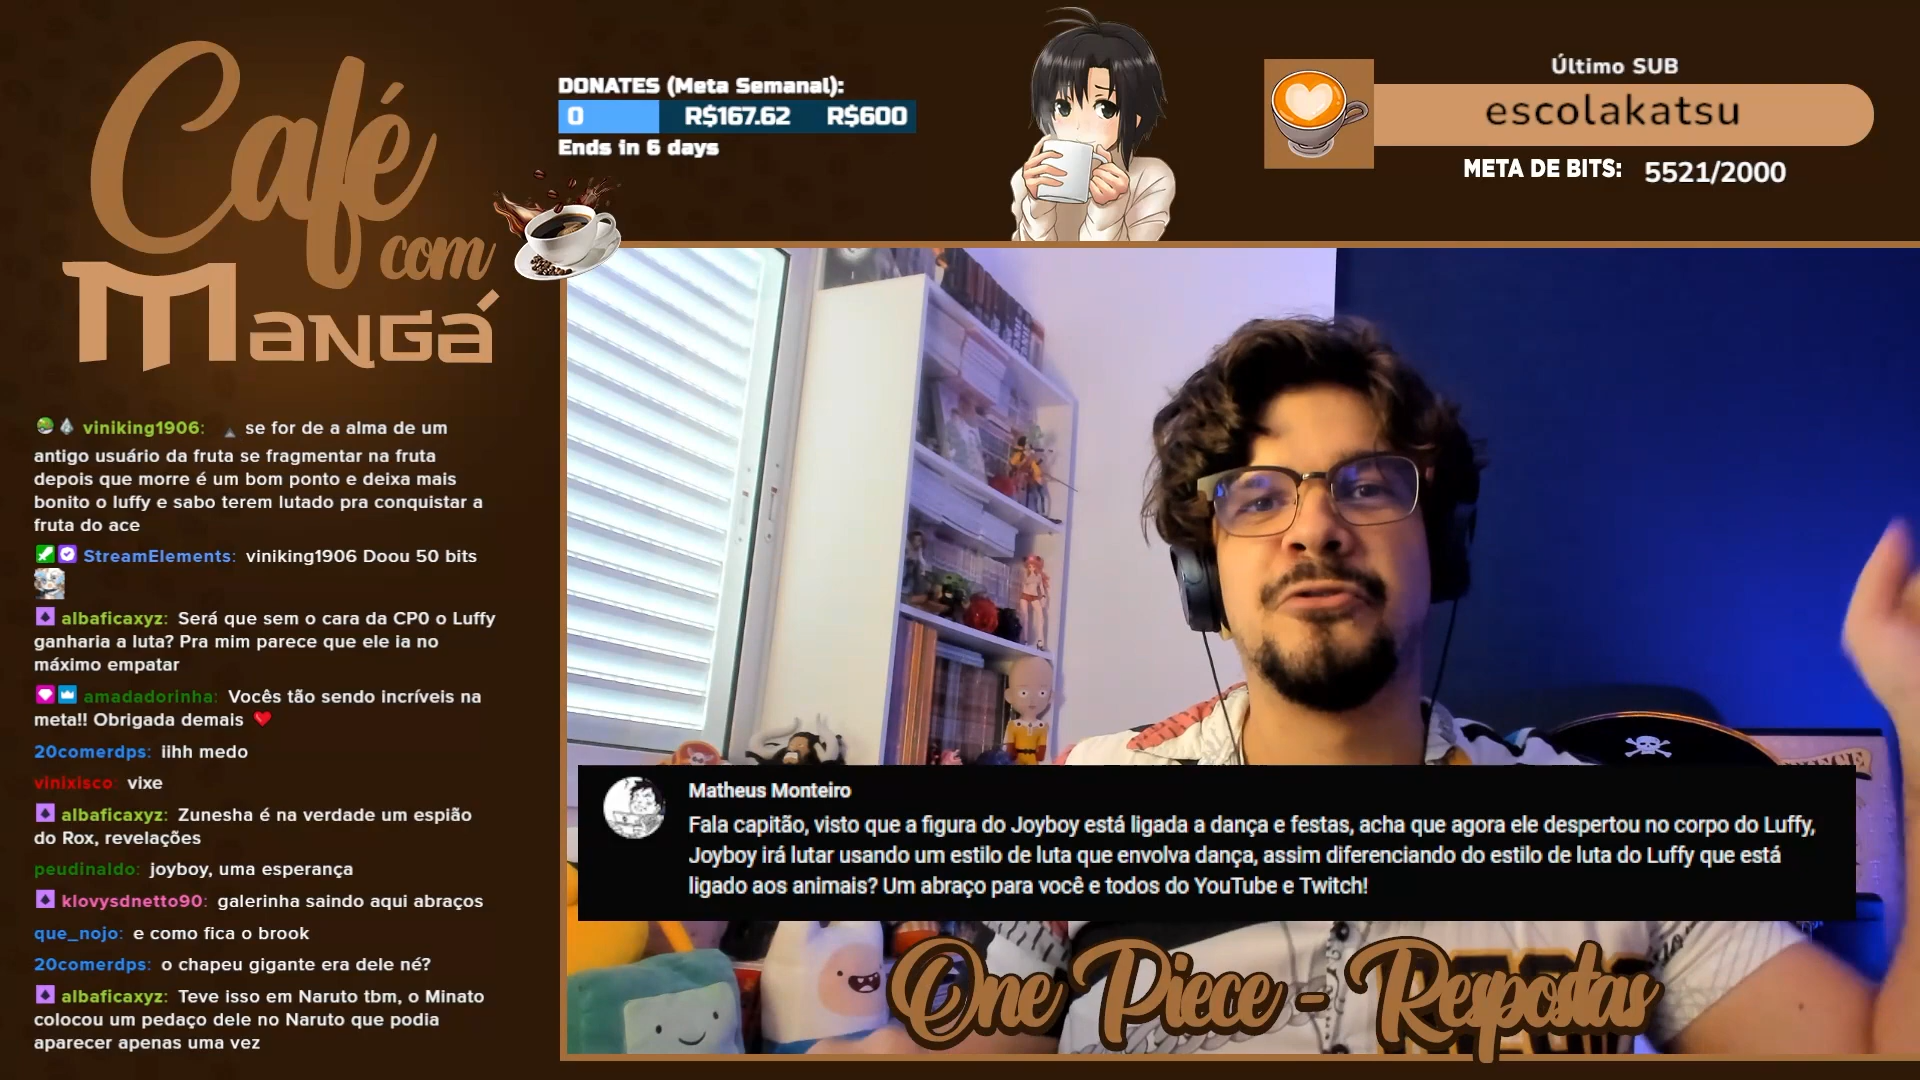 Café
com
Mangá
DONATES (Meta Semanal):
0 R$167.62 R$600
Ends in 6 days
Último SUB
escolakatsu
META DE BITS: 5521/2000
viniking1906: se for de a alma de um
antigo usuário da fruta se fragmentar na fruta
depois que morre é um bom ponto e deixa mais
bonito o luffy e sabo terem lutado pra conquistar a
fruta do ace
StreamElements: viniking1906 Doou 50 bits
albaficaxyz: Será que sem o cara da CP0 o Luffy
ganharia a luta? Pra mim parece que ele ia no
máximo empatar
amadadorinha: Vocês tão sendo incríveis na
meta!! Obrigada demais ❤️
20comerdps: iihh medo
vinixisco: vixe
albaficaxyz: Zunesha é na verdade um espião
do Rox, revelações
peudinaldo: joyboy, uma esperança
klovysdnetto90: galerinha saindo aqui abraços
que_nojo: e como fica o brook
20comerdps: o chapeu gigante era dele né?
albaficaxyz: Teve isso em Naruto tbm, o Minato
colocou um pedaço dele no Naruto que podia
aparecer apenas uma vez
Matheus Monteiro
Fala capitão, visto que a figura do Joyboy está ligada a dança e festas, acha que agora ele despertou no corpo do Luffy,
Joyboy irá lutar usando um estilo de luta que envolva dança, assim diferenciando do estilo de luta do Luffy que está
ligado aos animais? Um abraço para você e todos do YouTube e Twitch!
One Piece - Respostas